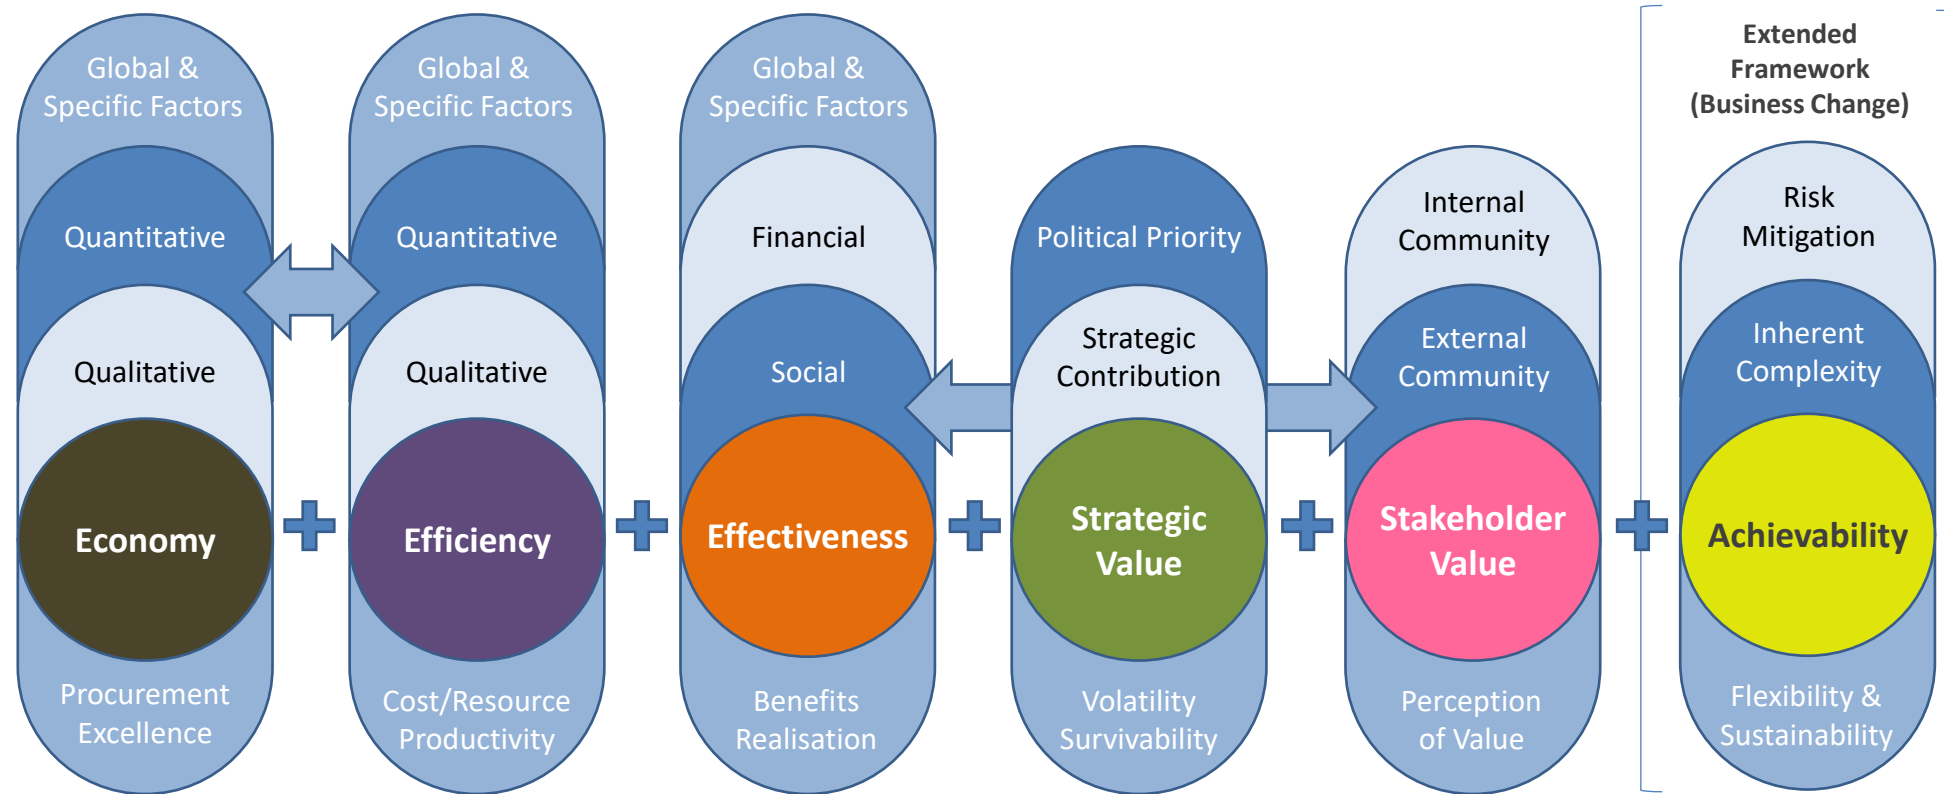 Global &
Specific Factors
Quantitative
Qualitative
Economy
Procurement
Excellence
Global &
Specific Factors
Quantitative
Qualitative
Efficiency
Cost/Resource
Productivity
Global &
Specific Factors
Financial
Social
Effectiveness
Benefits
Realisation
Political Priority
Strategic
Contribution
Strategic
Value
Volatility
Survivability
Internal
Community
External
Community
Stakeholder
Value
Perception
of Value
Extended
Framework
(Business Change)
Risk
Mitigation
Inherent
Complexity
Achievability
Flexibility &
Sustainability